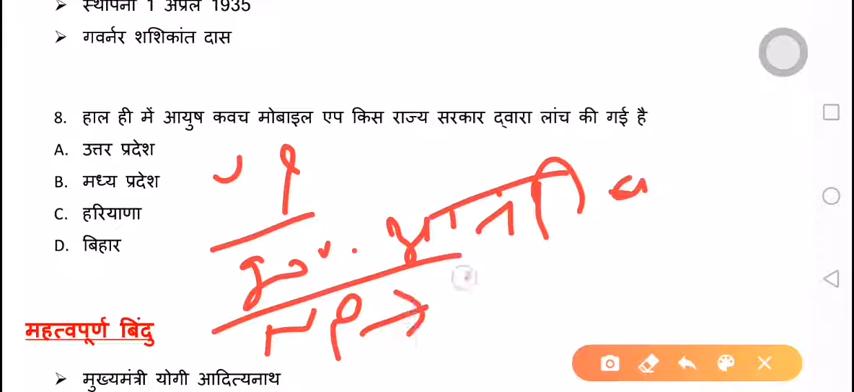 ➢ स्थापना 1 अप्रैल 1935
➢ गवर्नर शशिकांत दास
8. हाल ही में आयुष कवच मोबाइल एप किस राज्य सरकार द्वारा लांच की गई है
A. उत्तर प्रदेश
B. मध्य प्रदेश
C. हरियाणा
D. बिहार
महत्वपूर्ण बिंदु
➢ मुख्यमंत्री योगी आदित्यनाथ